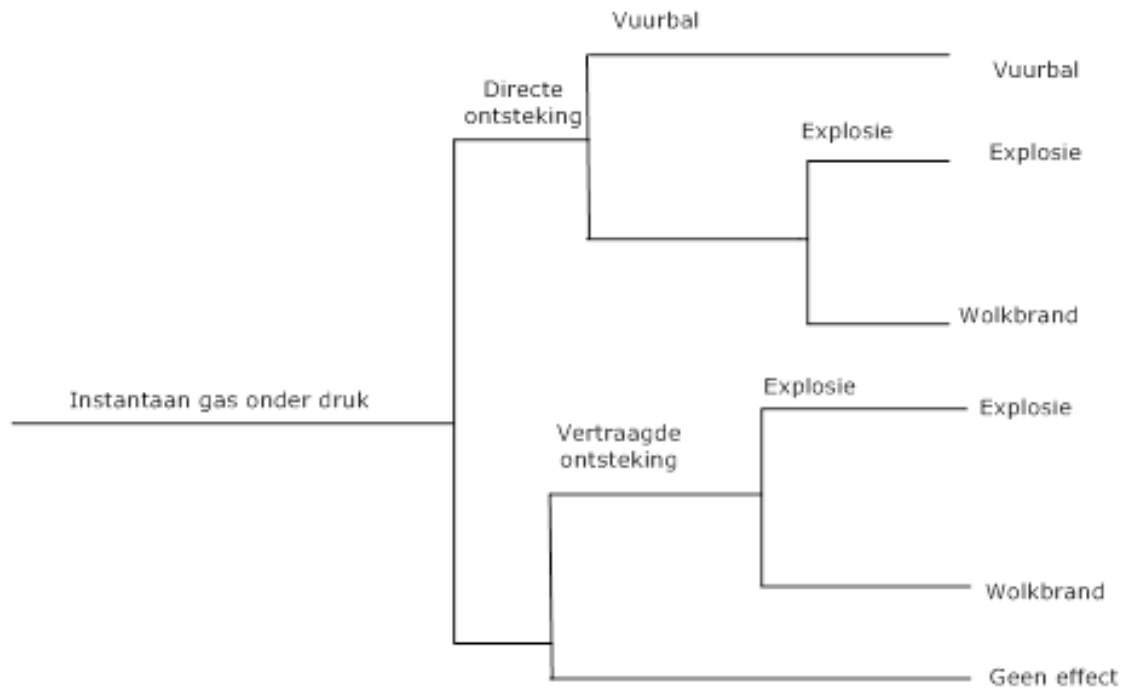 Vuurbal
Vuurbal
Directe
ontsteking
Explosie
Explosie
Wolkbrand
Instantaan gas onder druk
Explosie
Explosie
Vertraagde
ontsteking
Wolkbrand
Geen effect